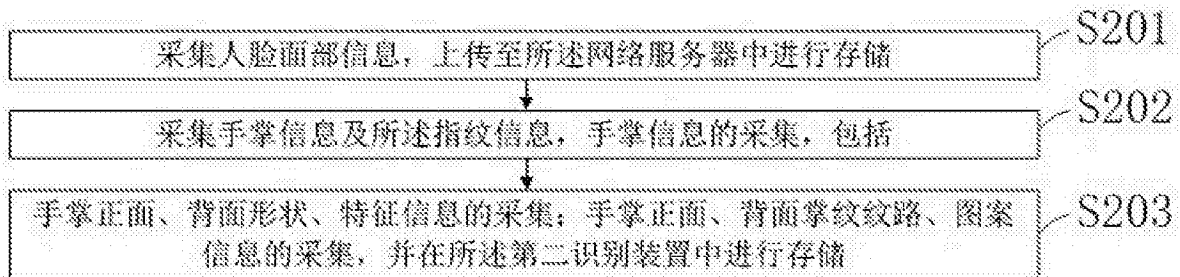 采集人脸面部信息，上传至所述网络服务器中进行存储
S201
采集手掌信息及所述指纹信息，手掌信息的采集，包括
S202
手掌正面、背面形状、特征信息的采集；手掌正面、背面掌纹纹路、图案
信息的采集，并在所述第二识别装置中进行存储
S203